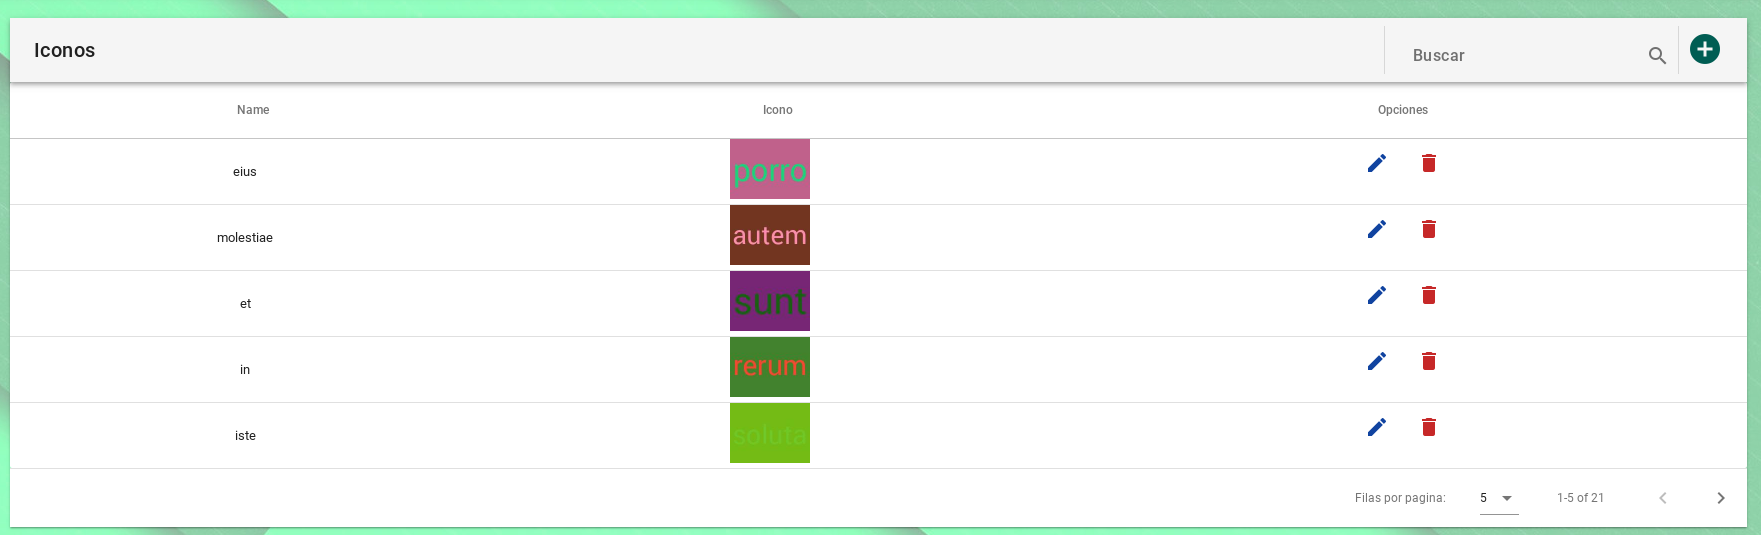 Iconos
Buscar
Name Icono Opciones
eius porro
molestiae autem
et sunt
in rerum
iste soluta
Filas por pagina: 5 1-5 of 21